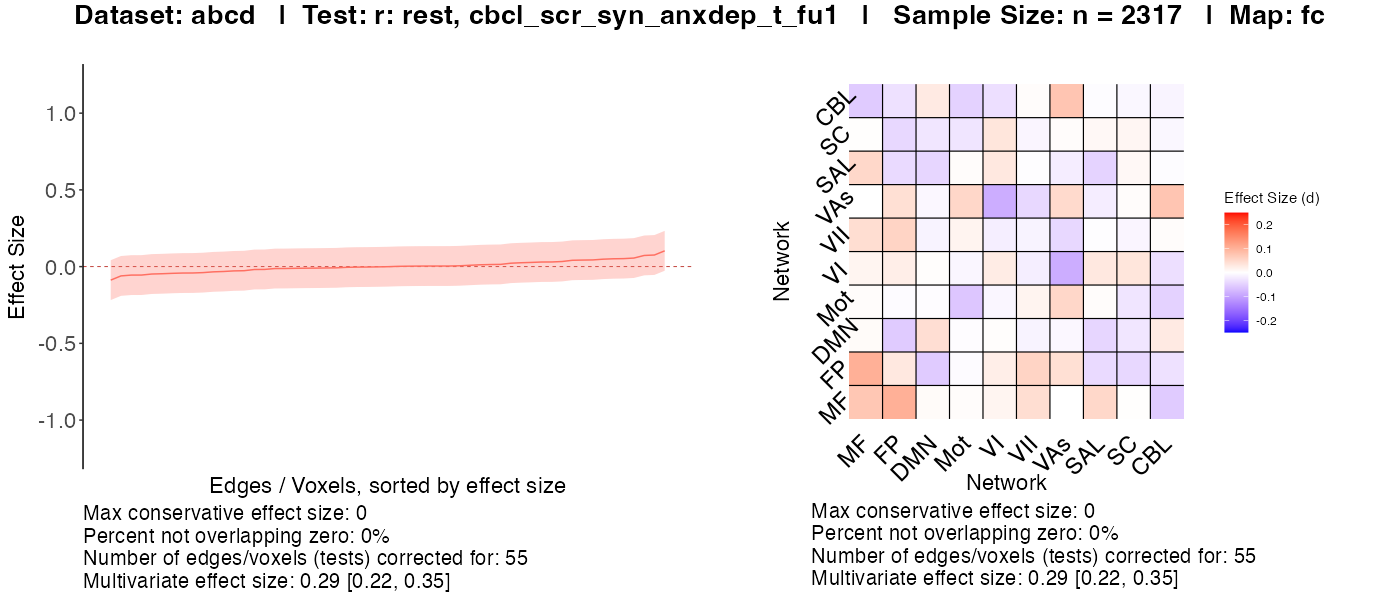 Dataset: abcd | Test: r: rest, cbcl_scr_syn_anxdep_t_fu1 | Sample Size: n = 2317 | Map: fc
Effect Size
1.0
0.5
0.0
-0.5
-1.0
Edges / Voxels, sorted by effect size
Max conservative effect size: 0
Percent not overlapping zero: 0%
Number of edges/voxels (tests) corrected for: 55
Multivariate effect size: 0.29 [0.22, 0.35]
Network
CBL
SC
SAL
VAs
VII
VI
Mot
DMN
FP
MF
MF FP DMN Mot VI VII VAs SAL SC CBL
Network
Effect Size (d)
0.2
0.1
0.0
-0.1
-0.2
Max conservative effect size: 0
Percent not overlapping zero: 0%
Number of edges/voxels (tests) corrected for: 55
Multivariate effect size: 0.29 [0.22, 0.35]